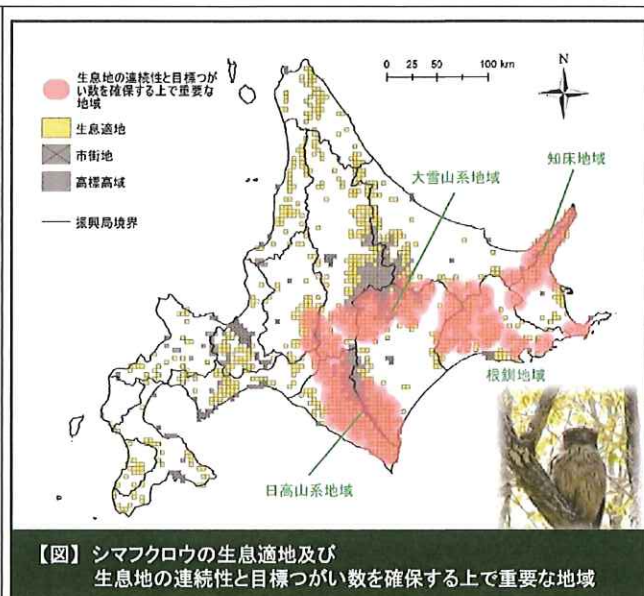 生息地の連続性と目標つが
い数を確保する上で重要な
地域
生息適地
市街地
高標高域
振興局境界
0 25 50 100 km
N
知床地域
大雪山系地域
根釧地域
日高山系地域
【図】 シマフクロウの生息適地及び
生息地の連続性と目標つがい数を確保する上で重要な地域